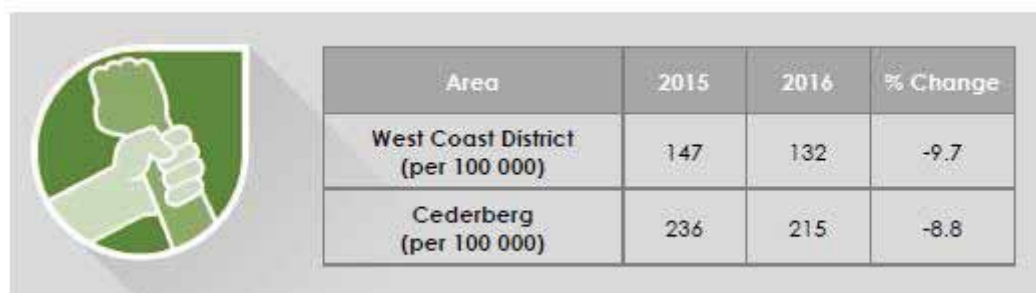 Area 2015 2016 % Change
West Coast District
(per 100 000) 147 132 -9.7
Cederberg
(per 100 000) 236 215 -8.8